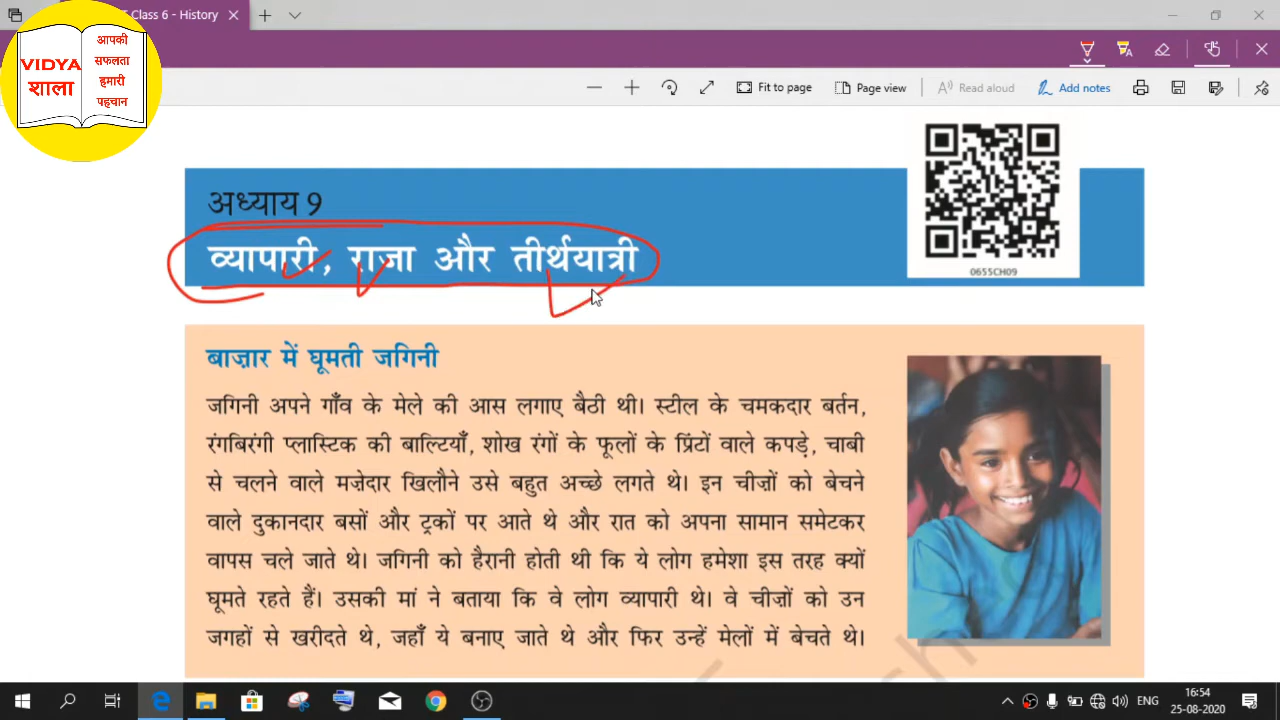 Class 6 - History
VIDYA
शाला
आपकी
सफलता
हमारी
पहचान
Fit to page
Page view
Read aloud
Add notes
अध्याय 9
व्यापारी, राजा और तीर्थयात्री
0655CH09
बाज़ार में घूमती जगिनी
जगिनी अपने गाँव के मेले की आस लगाए बैठी थी। स्टील के चमकदार बर्तन,
रंगबिरंगी प्लास्टिक की बाल्टियाँ, शोख रंगों के फूलों के प्रिंटों वाले कपड़े, चाबी
से चलने वाले मज़ेदार खिलौने उसे बहुत अच्छे लगते थे। इन चीज़ों को बेचने
वाले दुकानदार बसों और ट्रकों पर आते थे और रात को अपना सामान समेटकर
वापस चले जाते थे। जगिनी को हैरानी होती थी कि ये लोग हमेशा इस तरह क्यों
घूमते रहते हैं। उसकी मां ने बताया कि वे लोग व्यापारी थे। वे चीज़ों को उन
जगहों से खरीदते थे, जहाँ ये बनाए जाते थे और फिर उन्हें मेलों में बेचते थे।
ENG
16:54
25-08-2020